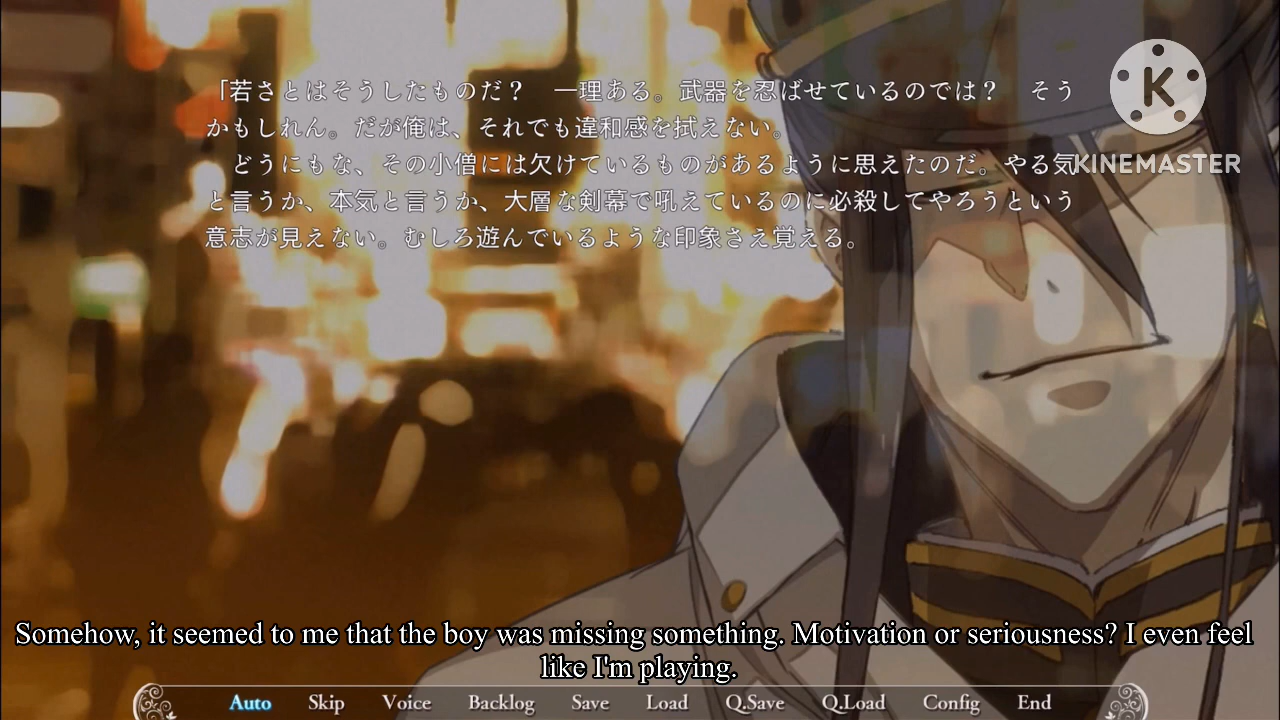 「若さとはそうしたものだ？　一理ある。武器を忍ばせているのでは？　そう
かもしれん。だが俺は、それでも違和感を拭えない。
　どうにもな、その小僧には欠けているものがあるように思えたのだ。やる気
と言うか、本気と言うか、大層な剣幕で吼えているのに必殺してやろうという
意志が見えない。むしろ遊んでいるような印象さえ覚える。
K
KINEMASTER
Somehow, it seemed to me that the boy was missing something. Motivation or seriousness? I even feel
like I'm playing.
Auto Skip Voice Backlog Save Load Q.Save Q.Load Config End